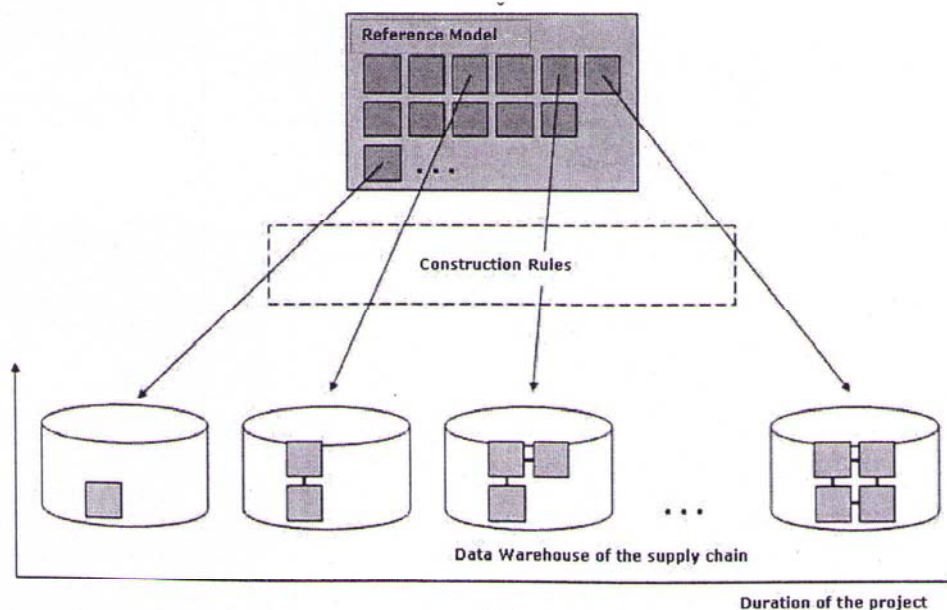 Reference Model
. . .
Construction Rules
. . .
Data Warehouse of the supply chain
Duration of the project